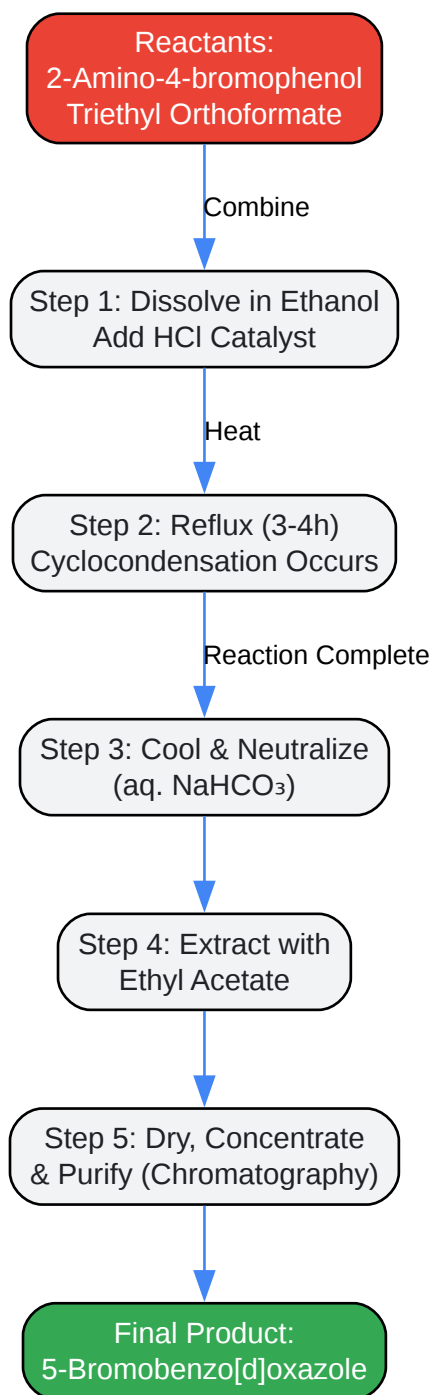 Reactants:
2-Amino-4-bromophenol
Triethyl Orthoformate
Combine
Step 1: Dissolve in Ethanol
Add HCl Catalyst
Heat
Step 2: Reflux (3-4h)
Cyclocondensation Occurs
Reaction Complete
Step 3: Cool & Neutralize
(aq. NaHCO₃)
Step 4: Extract with
Ethyl Acetate
Step 5: Dry, Concentrate
& Purify (Chromatography)
Final Product:
5-Bromobenzo[d]oxazole